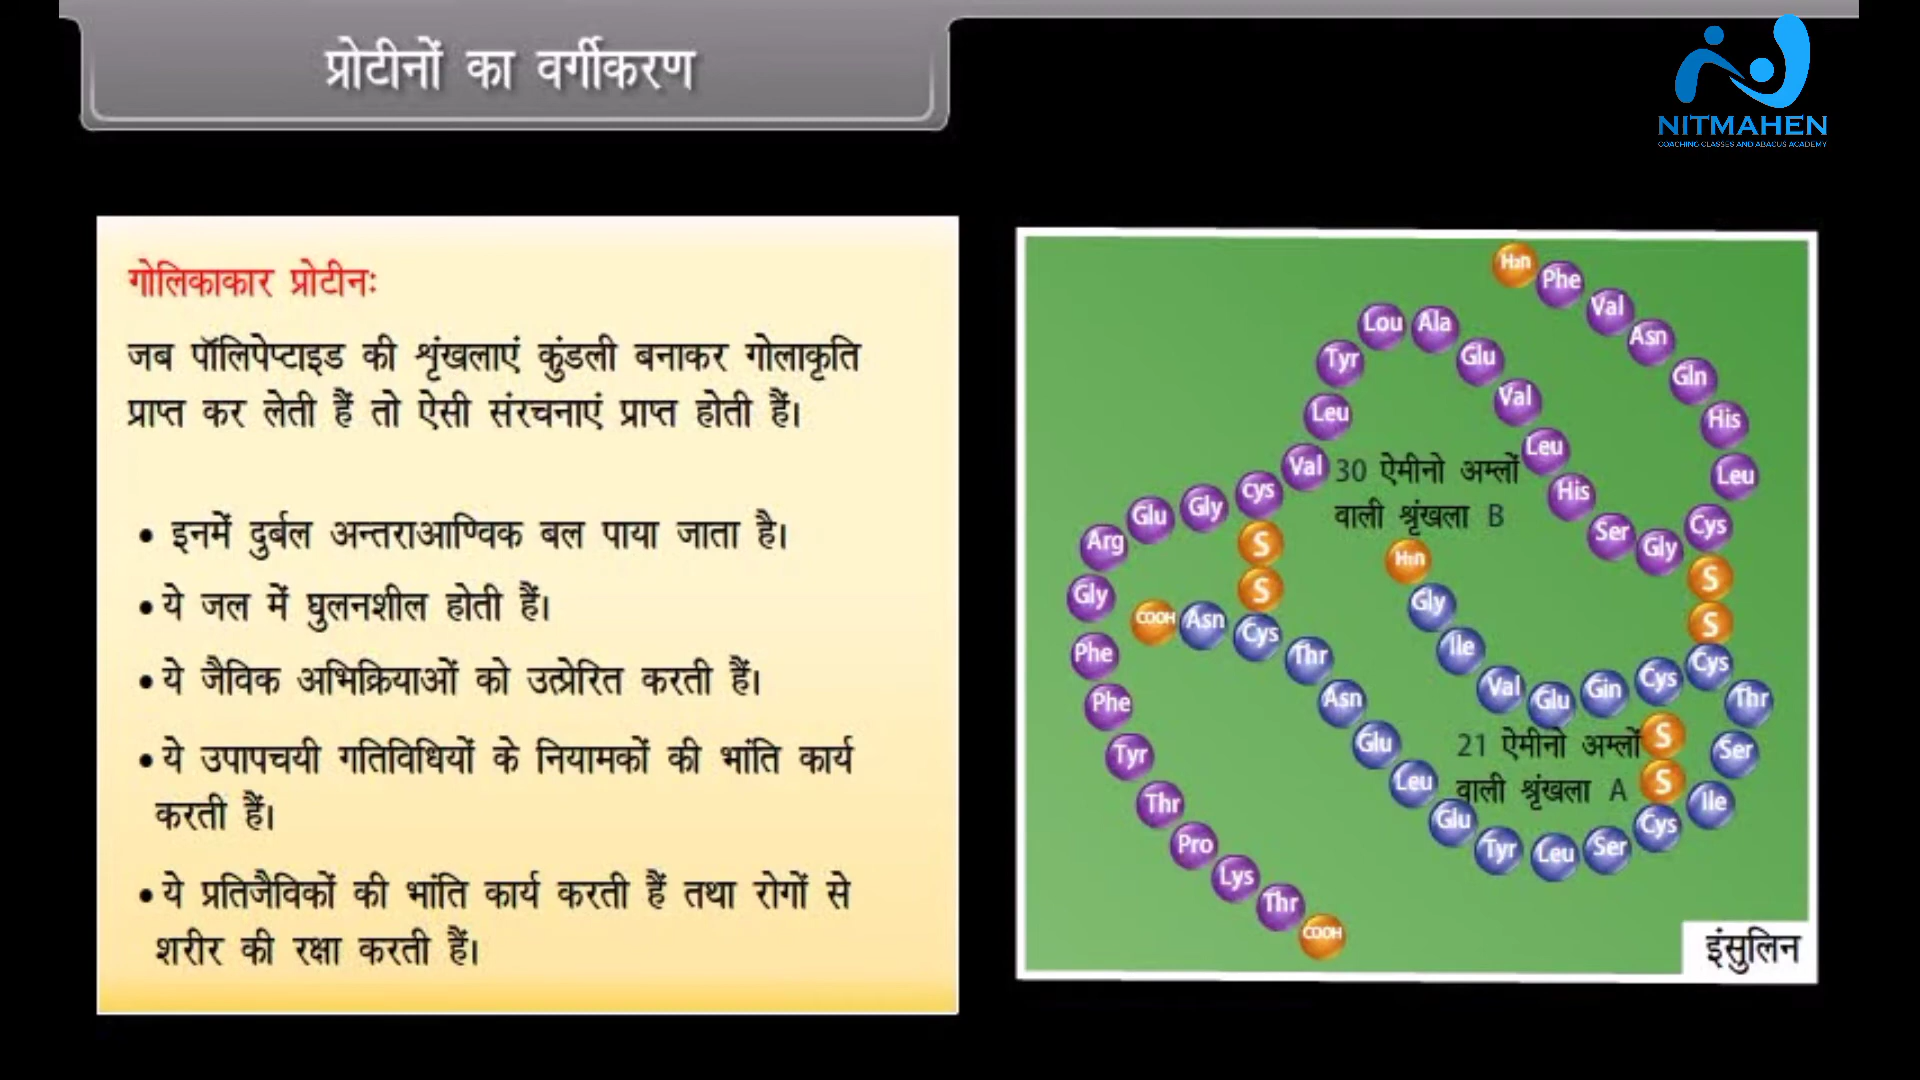 प्रोटीनों का वर्गीकरण
NITMAHEN
COACHING CLASSES AND ABACUS ACADEMY
गोलिकाकार प्रोटीनः
जब पॉलिपेप्टाइड की शृंखलाएं कुंडली बनाकर गोलाकृति
प्राप्त कर लेती हैं तो ऐसी संरचनाएं प्राप्त होती हैं।
• इनमें दुर्बल अन्तराआण्विक बल पाया जाता है।
• ये जल में घुलनशील होती हैं।
• ये जैविक अभिक्रियाओं को उत्प्रेरित करती हैं।
• ये उपापचयी गतिविधियों के नियामकों की भांति कार्य
करती हैं।
• ये प्रतिजैविकों की भांति कार्य करती हैं तथा रोगों से
शरीर की रक्षा करती हैं।
H₂n Phe Val Asn Gln His Leu Cys Gly Ser His Leu Val Glu Ala Lou Tyr Leu Val cys Gly Glu Arg Gly Phe Phe Tyr Thr Pro Lys Thr COOH
30 ऐमीनो अम्लों
वाली श्रृंखला B
S S
S S
Gly Ile Val Glu Gin Cys Cys Thr Ser Ile Cys Ser Leu Tyr Glu Leu Glu Asn Thr Cys Asn COOH
21 ऐमीनो अम्लों
वाली श्रृंखला A
S S
इंसुलिन